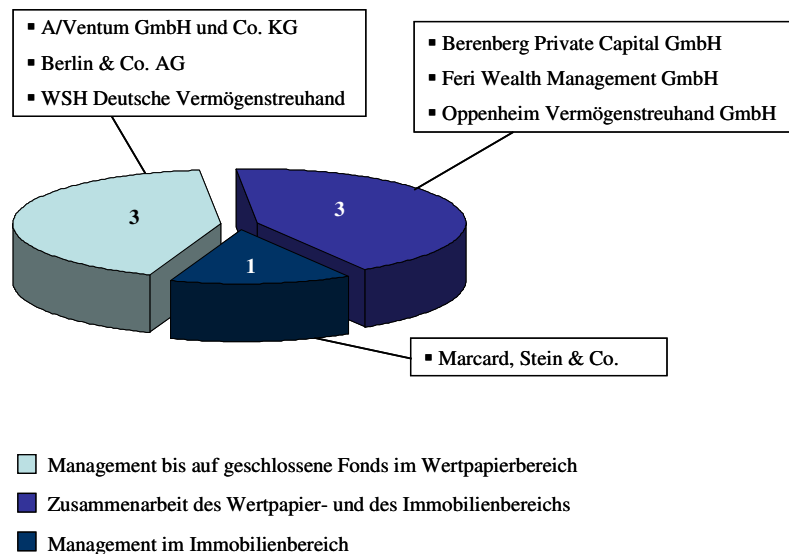 ▪ A/Ventum GmbH und Co. KG
▪ Berlin & Co. AG
▪ WSH Deutsche Vermögenstreuhand
▪ Berenberg Private Capital GmbH
▪ Feri Wealth Management GmbH
▪ Oppenheim Vermögenstreuhand GmbH
3
3
1
▪ Marcard, Stein & Co.
Management bis auf geschlossene Fonds im Wertpapierbereich
Zusammenarbeit des Wertpapier- und des Immobilienbereichs
Management im Immobilienbereich